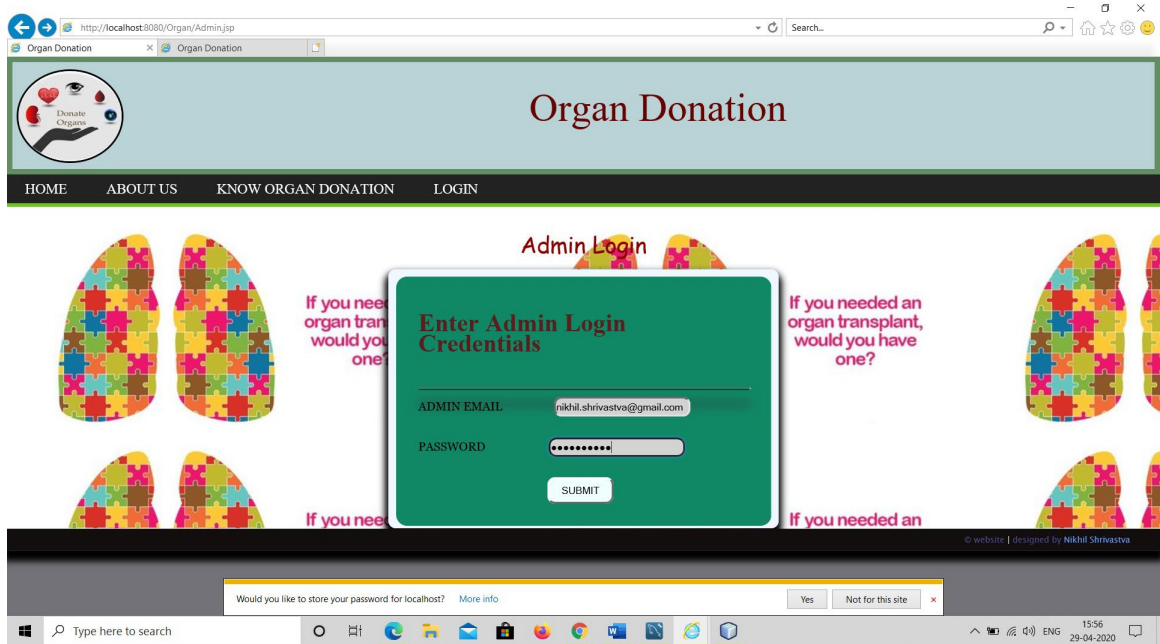 http://localhost:8080/Organ/Admin.jsp
Search...
Organ Donation
Organ Donation
Donate
Organs
Organ Donation
HOME ABOUT US KNOW ORGAN DONATION LOGIN
Admin Login
If you need
organ tran
would you
one?
Enter Admin Login
Credentials
ADMIN EMAIL nikhil.shrivastva@gmail.com
PASSWORD ••••••••••
SUBMIT
If you needed an
organ transplant,
would you have
one?
If you nee
If you needed an
© website | designed by Nikhil Shrivastva
Would you like to store your password for localhost? More info Yes Not for this site
Type here to search
ENG
15:56
29-04-2020